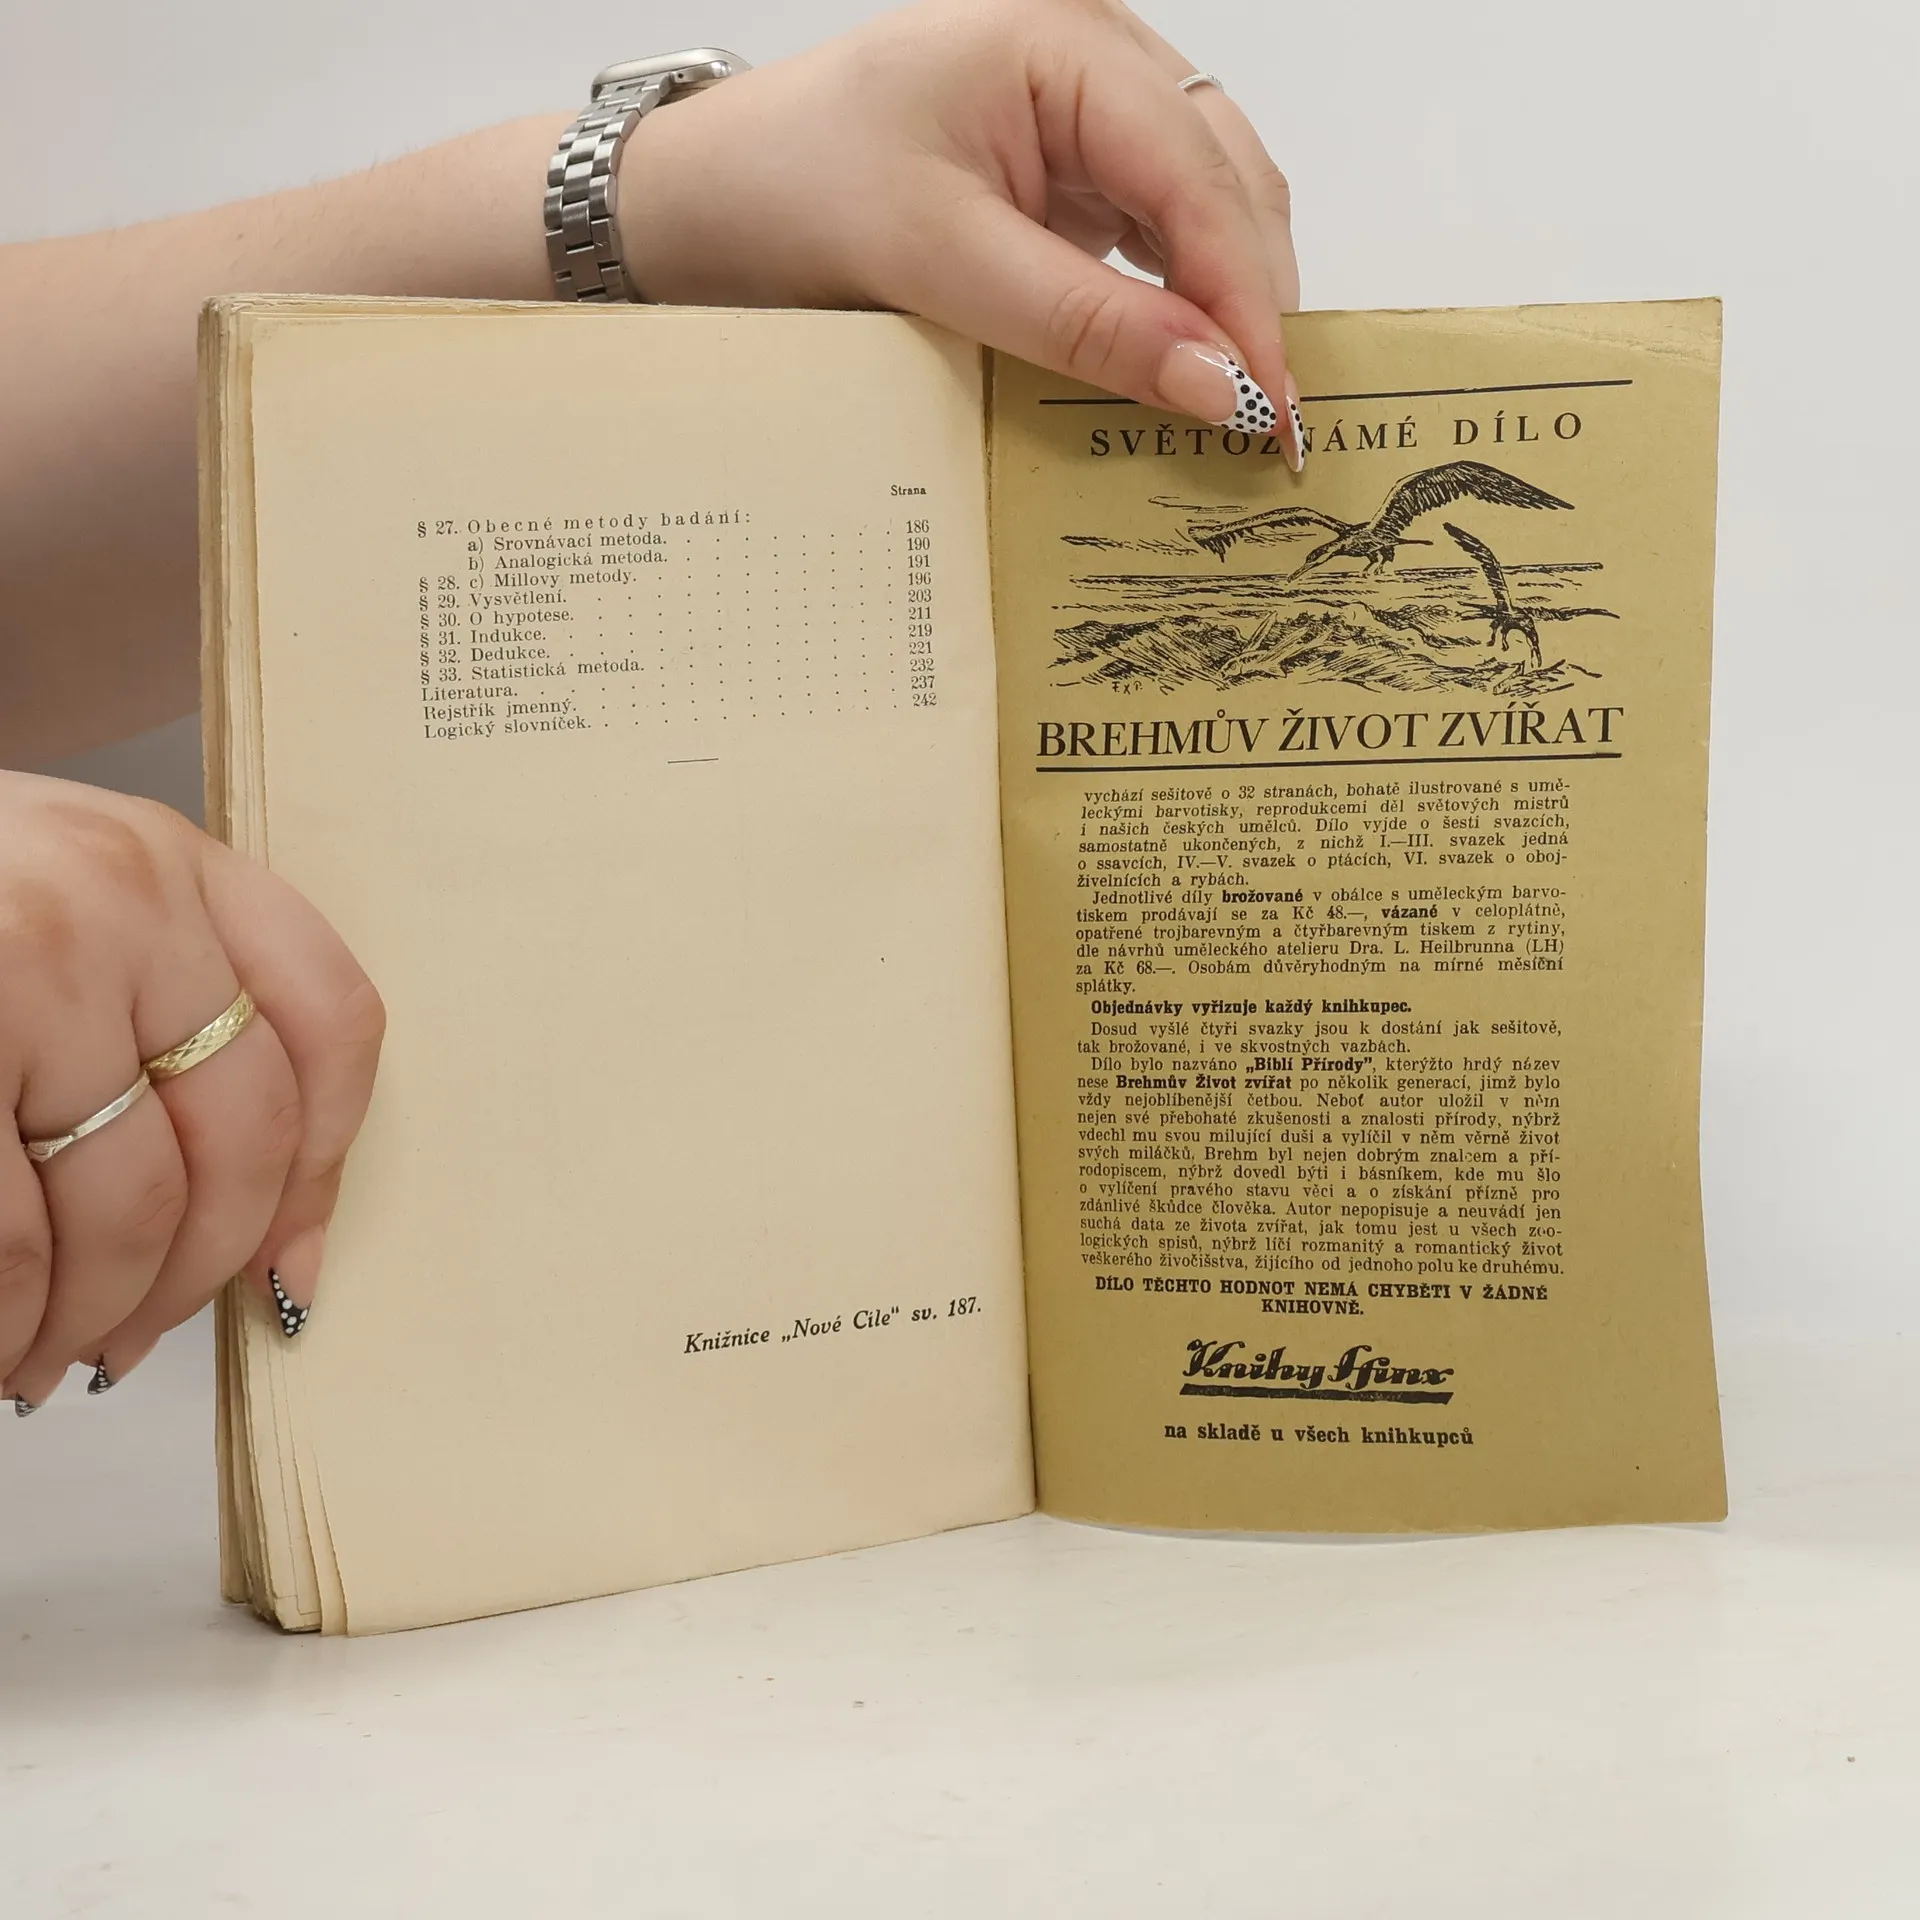 Strana
§ 27. Obecné metody badání:
a) Srovnávací metoda. . . . . . . . 186
b) Analogická metoda. . . . . . . . 190
§ 28. c) Millovy metody. . . . . . . . . 191
§ 29. Vysvětlení. . . . . . . . . . . 196
§ 30. O hypotese. . . . . . . . . . . 203
§ 31. Indukce. . . . . . . . . . . . 211
§ 32. Dedukce. . . . . . . . . . . . 219
§ 33. Statistická metoda. . . . . . . . . 221
Literatura. . . . . . . . . . . . . 232
Rejstřík jmenný. . . . . . . . . . . 237
Logický slovníček. . . . . . . . . . . 242
Knižnice „Nové Cíle" sv. 187.
SVĚTOZNÁMÉ DÍLO
F X P.
BREHMŮV ŽIVOT ZVÍŘAT
vychází sešitově o 32 stranách, bohatě ilustrované s umě-
leckými barvotisky, reprodukcemi děl světových mistrů
i našich českých umělců. Dílo vyjde o šesti svazcích,
samostatně ukončených, z nichž I.—III. svazek jedná
o ssavcích, IV.—V. svazek o ptácích, VI. svazek o oboj-
živelnících a rybách.
Jednotlivé díly brožované v obálce s uměleckým barvo-
tiskem prodávají se za Kč 48.—, vázané v celoplátně,
opatřené trojbarevným a čtyřbarevným tiskem z rytiny,
dle návrhů uměleckého atelieru Dra. L. Heilbrunna (LH)
za Kč 68.—. Osobám důvěryhodným na mírné měsíční
splátky.
Objednávky vyřizuje každý knihkupec.
Dosud vyšlé čtyři svazky jsou k dostání jak sešitově,
tak brožované, i ve skvostných vazbách.
Dílo bylo nazváno „Biblí Přírody", kterýžto hrdý název
nese Brehmův Život zvířat po několik generací, jimž bylo
vždy nejoblíbenější četbou. Neboť autor uložil v něm
nejen své přebohaté zkušenosti a znalosti přírody, nýbrž
vdechl mu svou milující duši a vylíčil v něm věrně život
svých miláčků, Brehm byl nejen dobrým znalcem a pří-
rodopiscem, nýbrž dovedl býti i básníkem, kde mu šlo
o vylíčení pravého stavu věcí a o získání přízně pro
zdánlivé škůdce člověka. Autor nepopisuje a neuvádí jen
suchá data ze života zvířat, jak tomu jest u všech zoo-
logických spisů, nýbrž líčí rozmanitý a romantický život
veškerého živočišstva, žijícího od jednoho polu ke druhému.
DÍLO TĚCHTO HODNOT NEMÁ CHYBĚTI V ŽÁDNÉ
KNIHOVNĚ.
Knihy Sfinx
na skladě u všech knihkupců